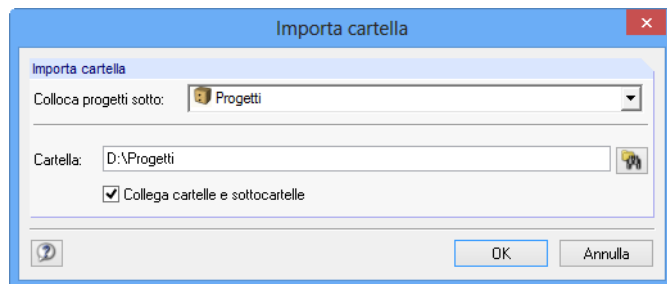 Importa cartella
Importa cartella
Colloca progetti sotto: Progetti
Cartella: D:\Progetti
Collega cartelle e sottocartelle
OK Annulla